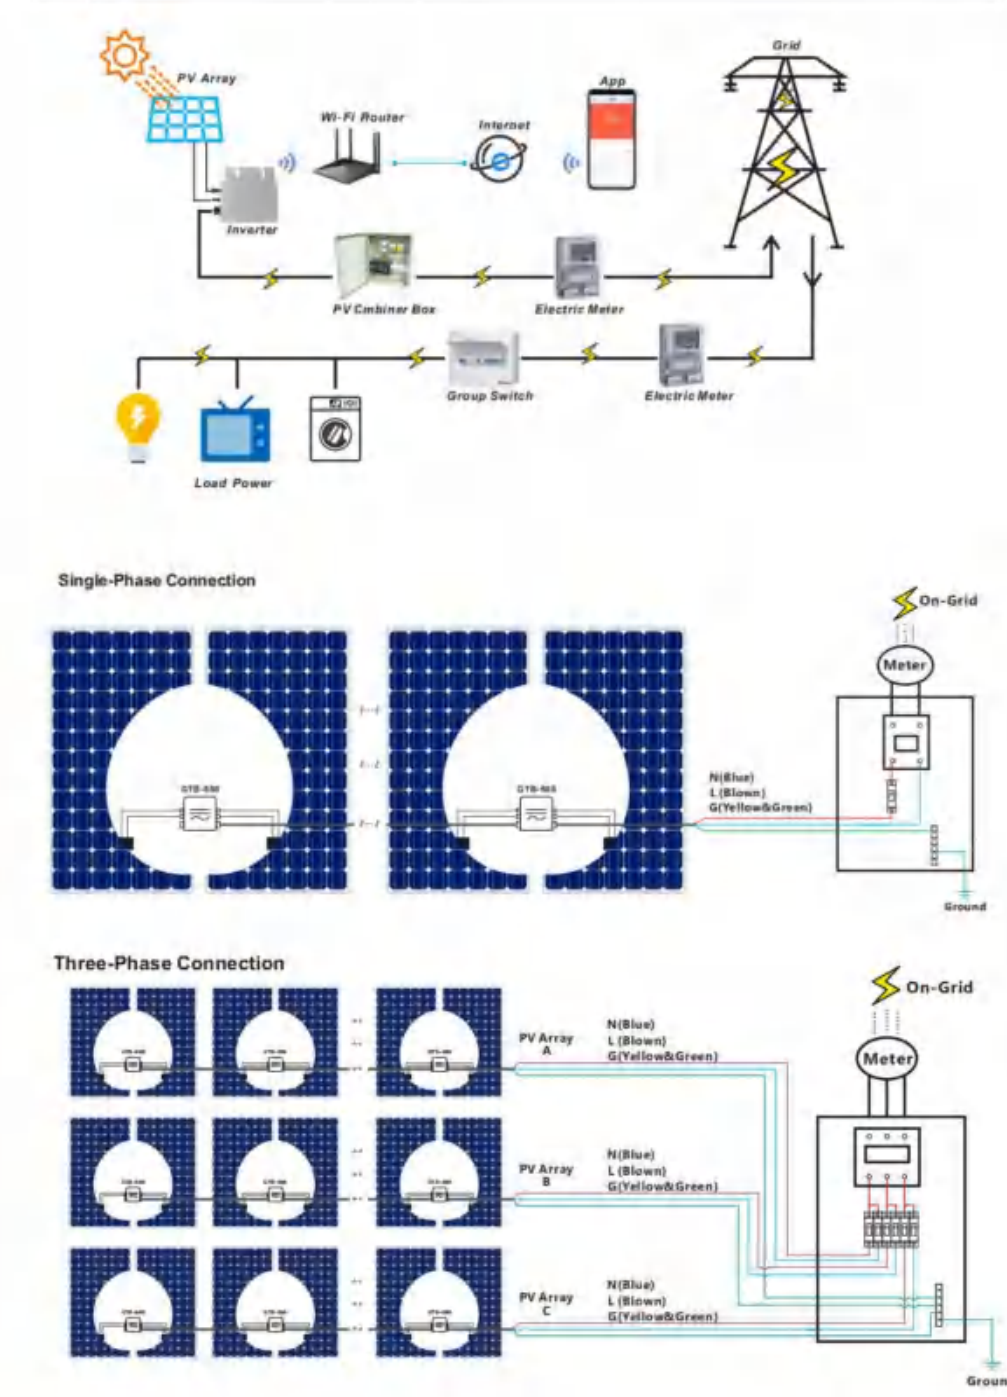 PV Array
Grid
App
Wi-Fi Router
Internet
Inverter
PV Cmbiner Box
Electric Meter
Group Switch
Electric Meter
Load Power
Single-Phase Connection
On-Grid
Meter
N(Blue)
L (Blown)
G(Yellow&Green)
Ground
Three-Phase Connection
On-Grid
PV Array
A
N(Blue)
L (Blown)
G(Yellow&Green)
Meter
PV Array
B
N(Blue)
L (Blown)
G(Yellow&Green)
PV Array
C
N(Blue)
L (Blown)
G(Yellow&Green)
Groun